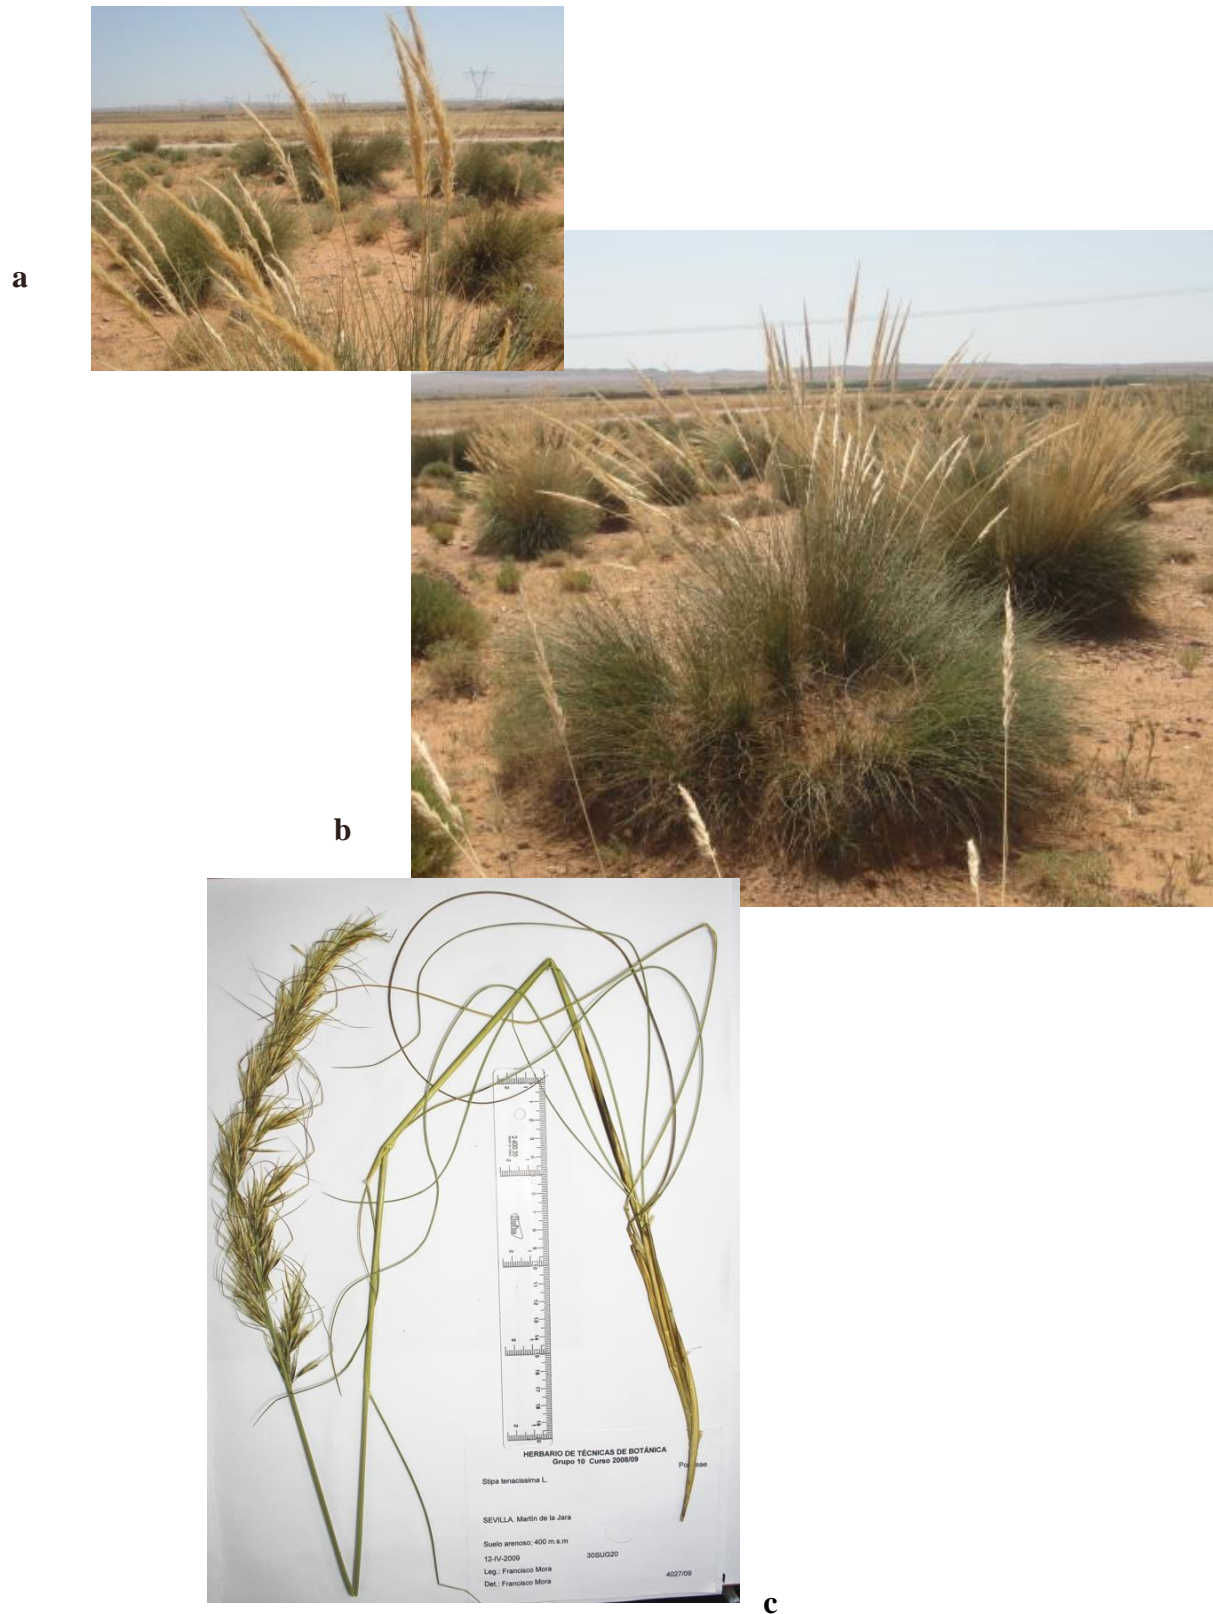 a
b
HERBARIO DE TÉCNICAS DE BOTÁNICA
Grupo 10 Curso 2008/09
Stipa tenacissima L.
SEVILLA. Martín de la Jara
Suelo arenoso; 400 m.s.m
12-IV-2009 30SUG20
Leg.: Francisco Mora
Det.: Francisco Mora 4027/09
c